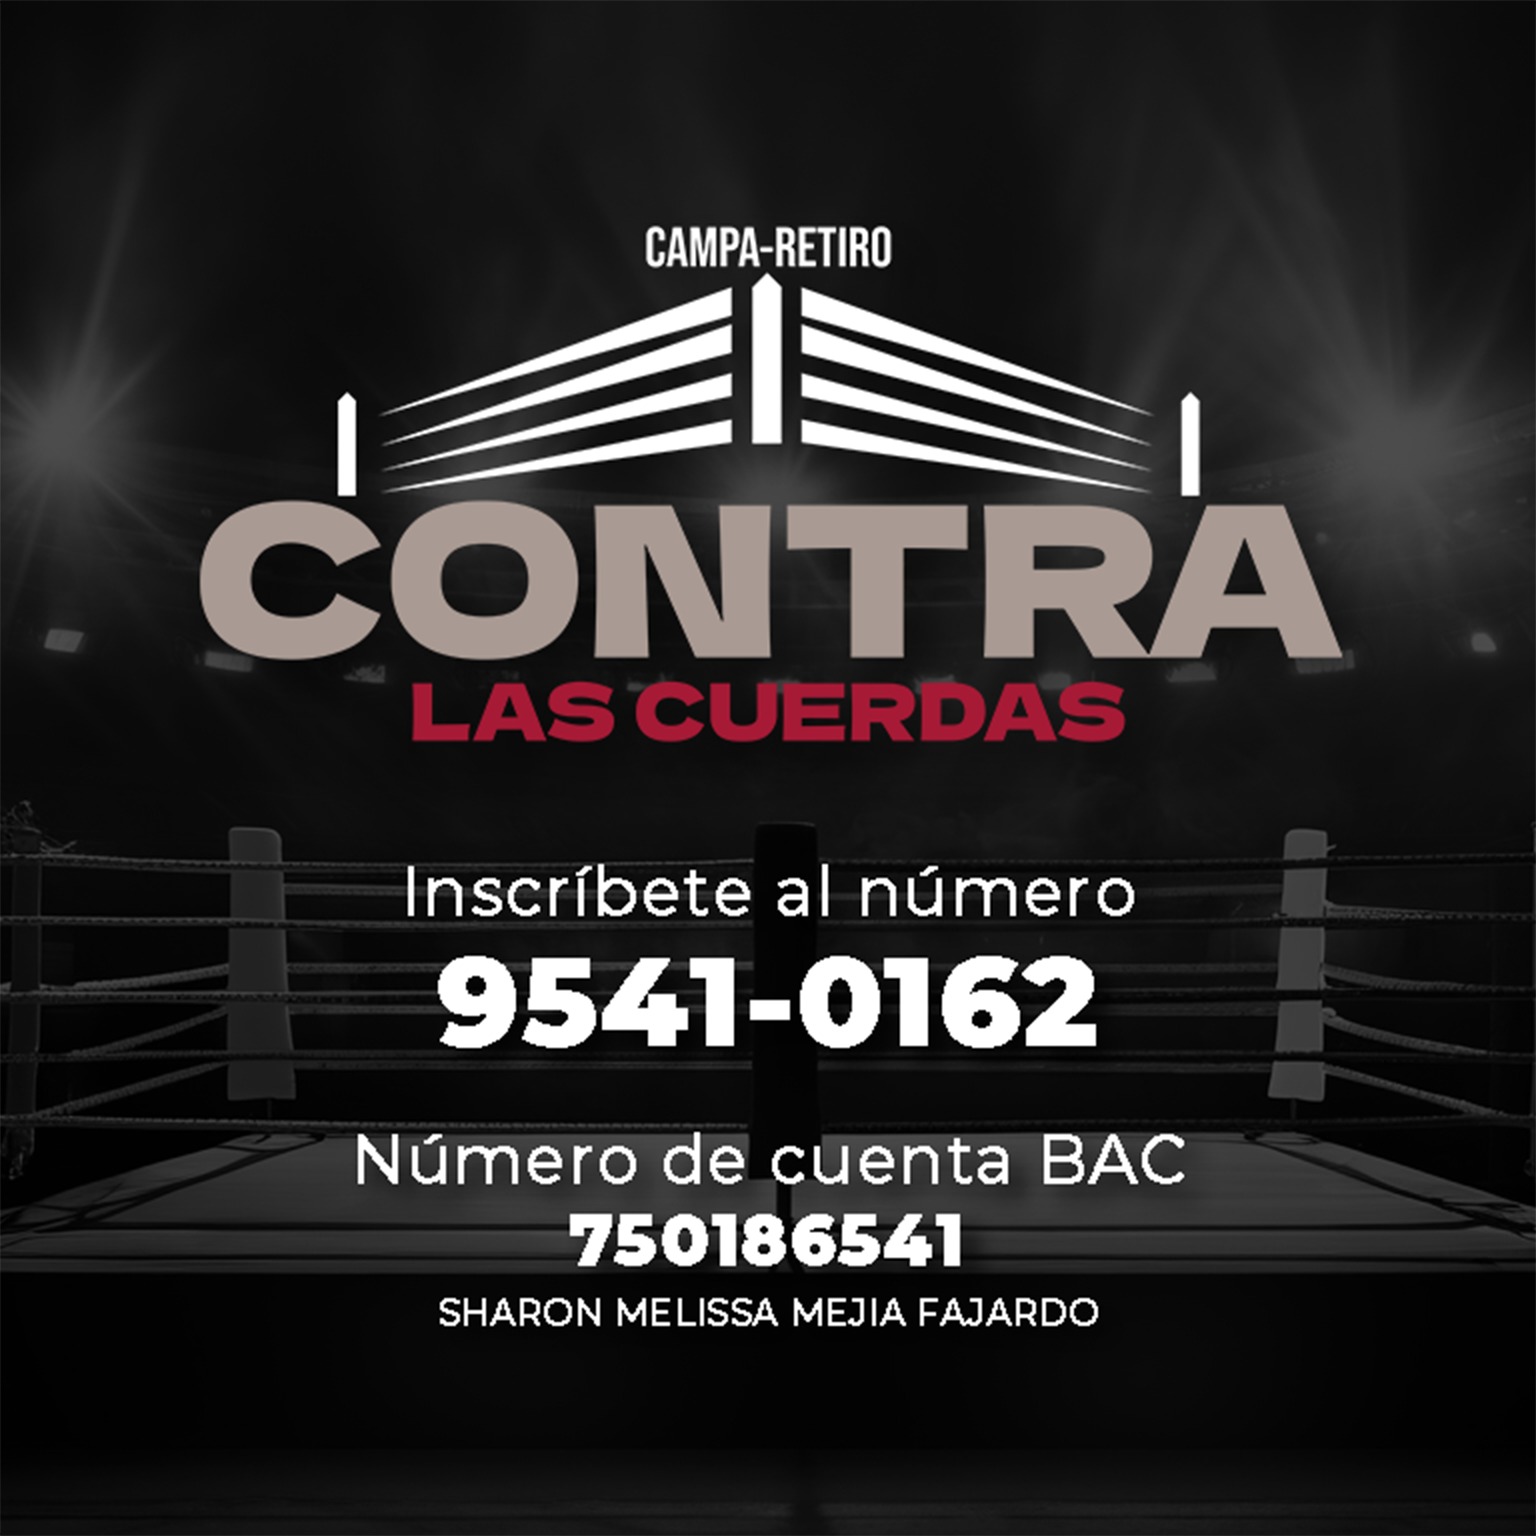 CAMPA-RETIRO
CONTRA
LAS CUERDAS
Inscríbete al número
9541-0162
Número de cuenta BAC
750186541
SHARON MELISSA MEJIA FAJARDO